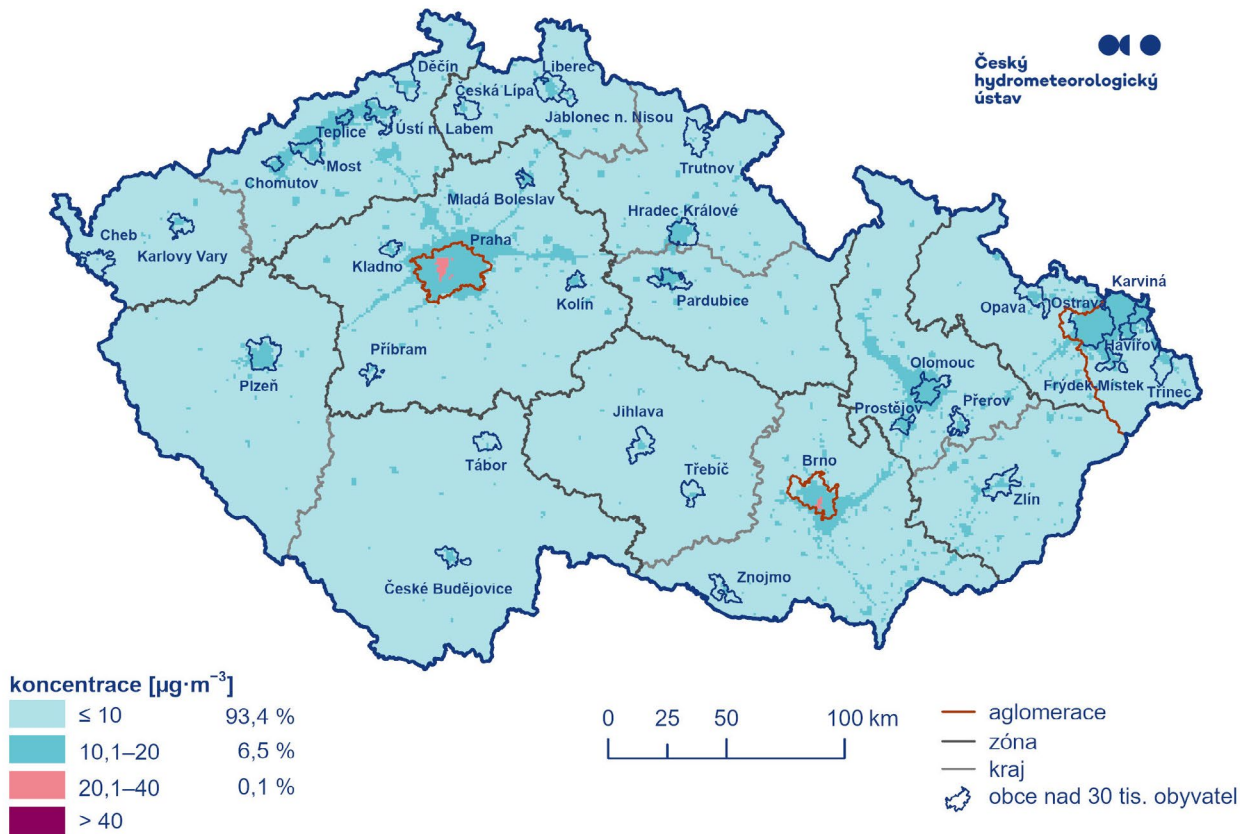 Český
hydrometeorologický
ústav
Děčín
Liberec
Česká Lípa
Jablonec n. Nisou
Teplice
Ústí n. Labem
Most
Chomutov
Trutnov
Mladá Boleslav
Hradec Králové
Cheb
Karlovy Vary
Praha
Kladno
Kolín
Pardubice
Karviná
Opava
Ostrava
Havířov
Příbram
Plzeň
Olomouc
Frýdek-Místek
Třinec
Prostějov
Přerov
Jihlava
Tábor
Třebíč
Brno
Zlín
České Budějovice
Znojmo
koncentrace [µg·m⁻³]
≤ 10 93,4 %
10,1–20 6,5 %
20,1–40 0,1 %
> 40
0 25 50 100 km
aglomerace
zóna
kraj
obce nad 30 tis. obyvatel